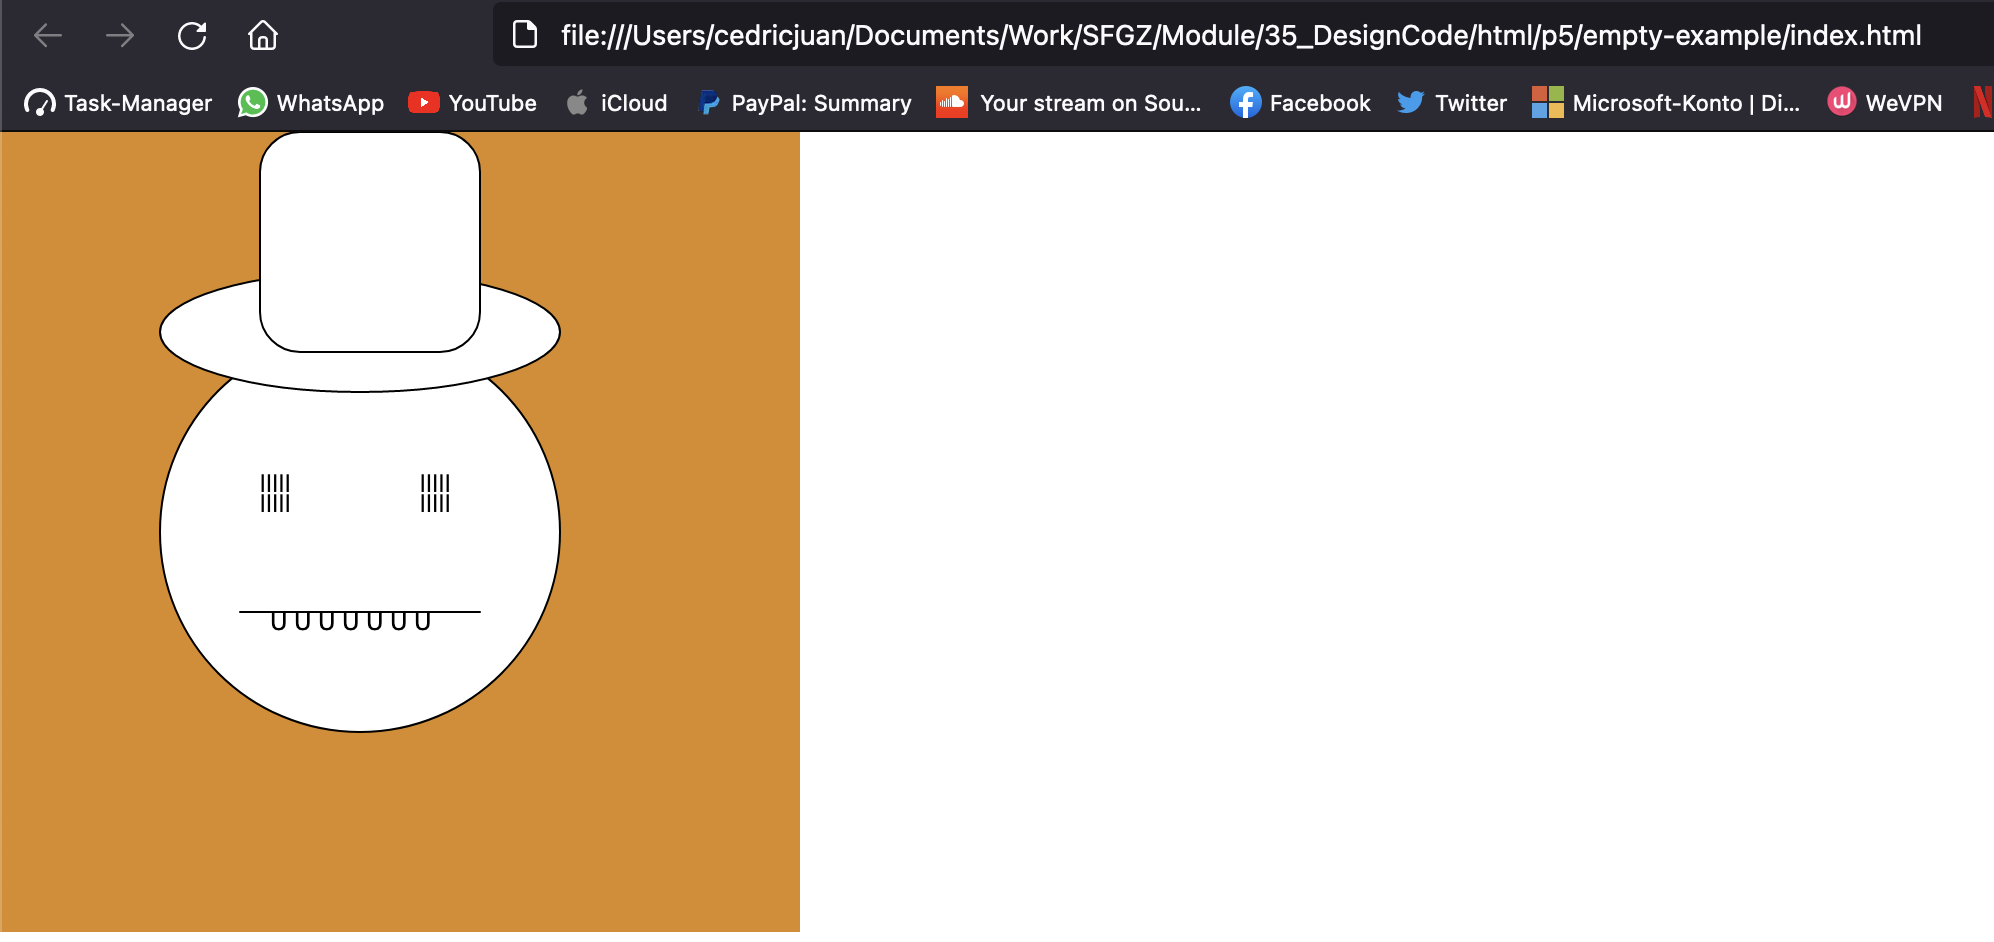 file:///Users/cedricjuan/Documents/Work/SFGZ/Module/35_DesignCode/html/p5/empty-example/index.html
Task-Manager WhatsApp YouTube iCloud PayPal: Summary Your stream on Sou... Facebook Twitter Microsoft-Konto | Di... WeVPN
||||| |||||
||||| |||||
U U U U U U U